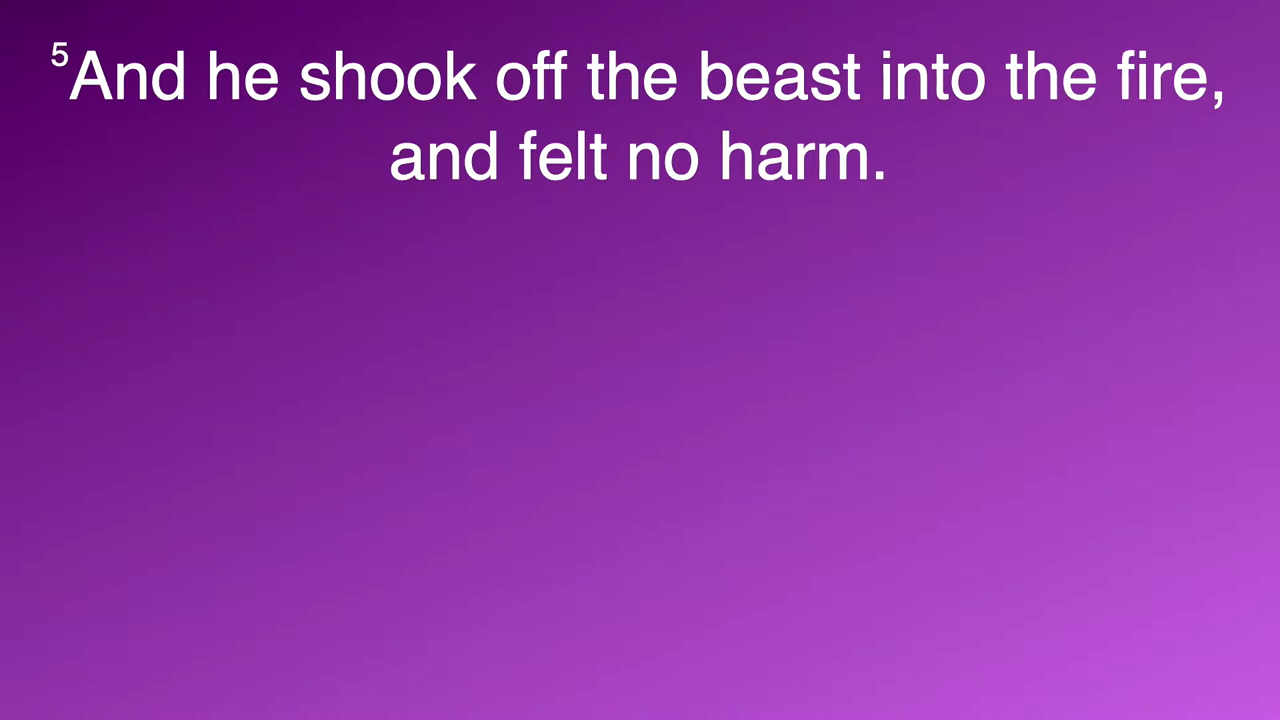 5And he shook off the beast into the fire,
and felt no harm.